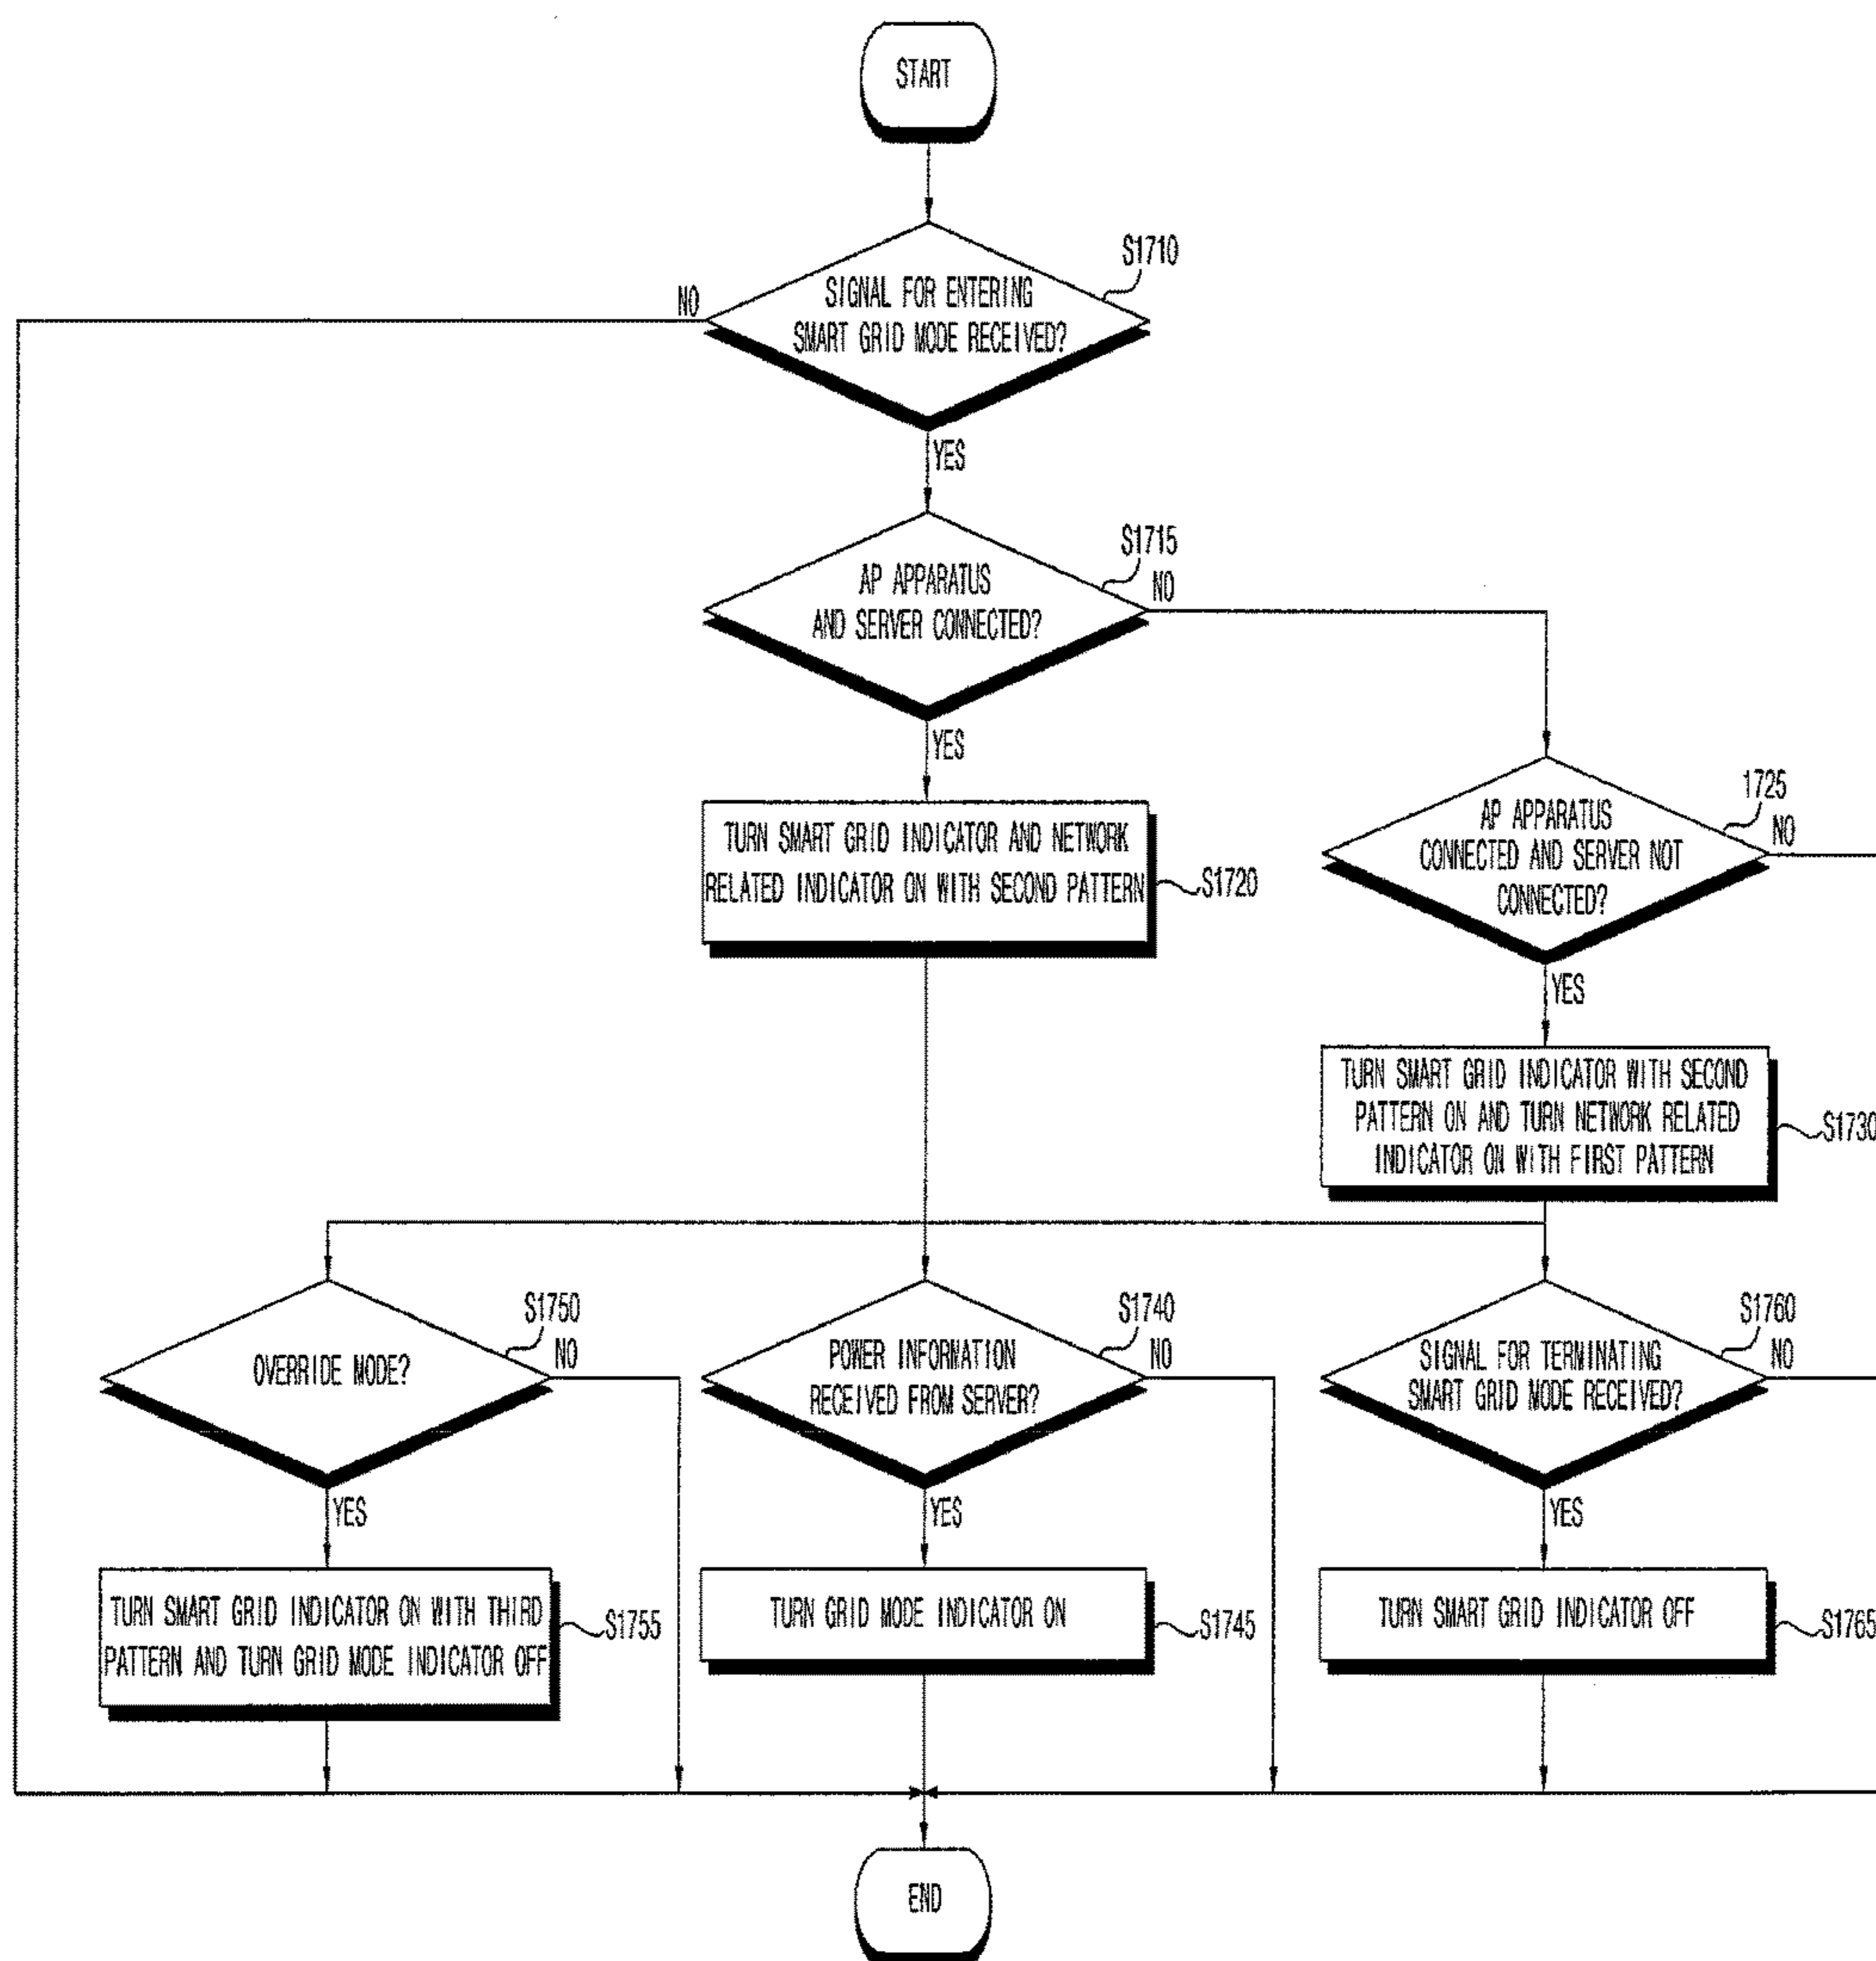 START
S1710
NO
SIGNAL FOR ENTERING
SMART GRID MODE RECEIVED?
YES
S1715
NO
AP APPARATUS
AND SERVER CONNECTED?
YES
TURN SMART GRID INDICATOR AND NETWORK
RELATED INDICATOR ON WITH SECOND PATTERN
S1720
1725
NO
AP APPARATUS
CONNECTED AND SERVER NOT
CONNECTED?
YES
TURN SMART GRID INDICATOR WITH SECOND
PATTERN ON AND TURN NETWORK RELATED
INDICATOR ON WITH FIRST PATTERN
S1730
S1750
NO
OVERRIDE MODE?
YES
S1740
NO
POWER INFORMATION
RECEIVED FROM SERVER?
YES
S1760
NO
SIGNAL FOR TERMINATING
SMART GRID MODE RECEIVED?
YES
TURN SMART GRID INDICATOR ON WITH THIRD
PATTERN AND TURN GRID MODE INDICATOR OFF
S1755
TURN GRID MODE INDICATOR ON
S1745
TURN SMART GRID INDICATOR OFF
S1765
END